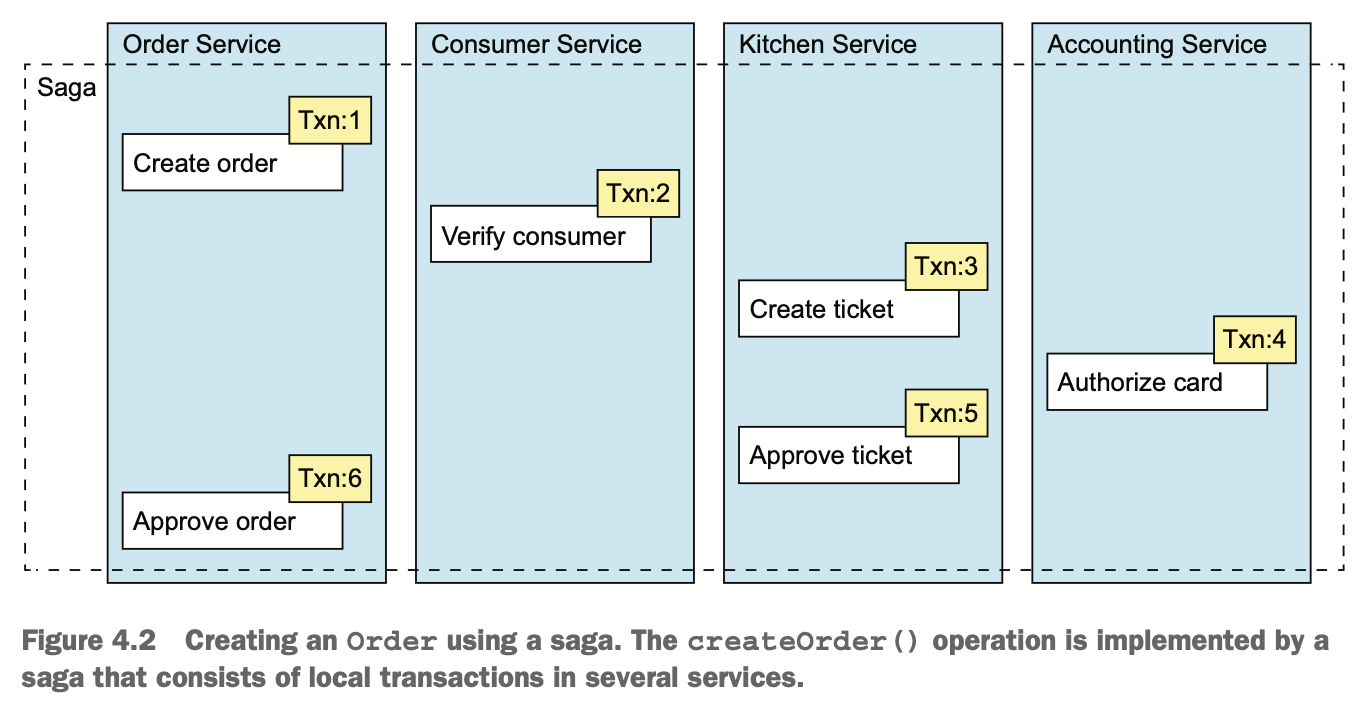 Order Service
Consumer Service
Kitchen Service
Accounting Service
Saga
Txn:1
Create order
Txn:2
Verify consumer
Txn:3
Create ticket
Txn:4
Authorize card
Txn:5
Approve ticket
Txn:6
Approve order
Figure 4.2 Creating an Order using a saga. The createOrder() operation is implemented by a
saga that consists of local transactions in several services.